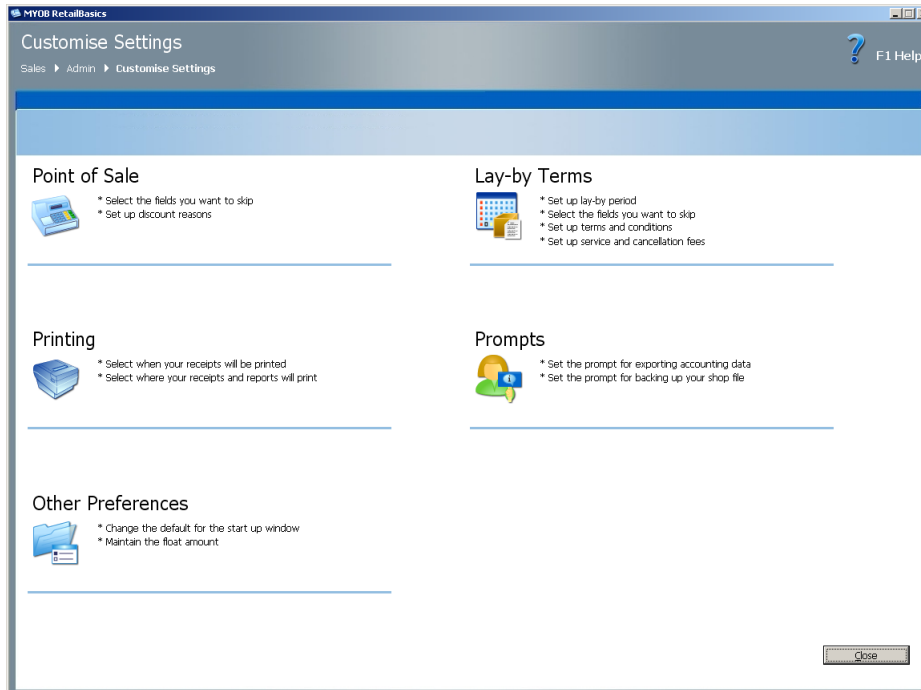 MYOB RetailBasics
Customise Settings
F1 Help
Sales Admin Customise Settings
Point of Sale
* Select the fields you want to skip
* Set up discount reasons
Lay-by Terms
* Set up lay-by period
* Select the fields you want to skip
* Set up terms and conditions
* Set up service and cancellation fees
Printing
* Select when your receipts will be printed
* Select where your receipts and reports will print
Prompts
* Set the prompt for exporting accounting data
* Set the prompt for backing up your shop file
Other Preferences
* Change the default for the start up window
* Maintain the float amount
Close